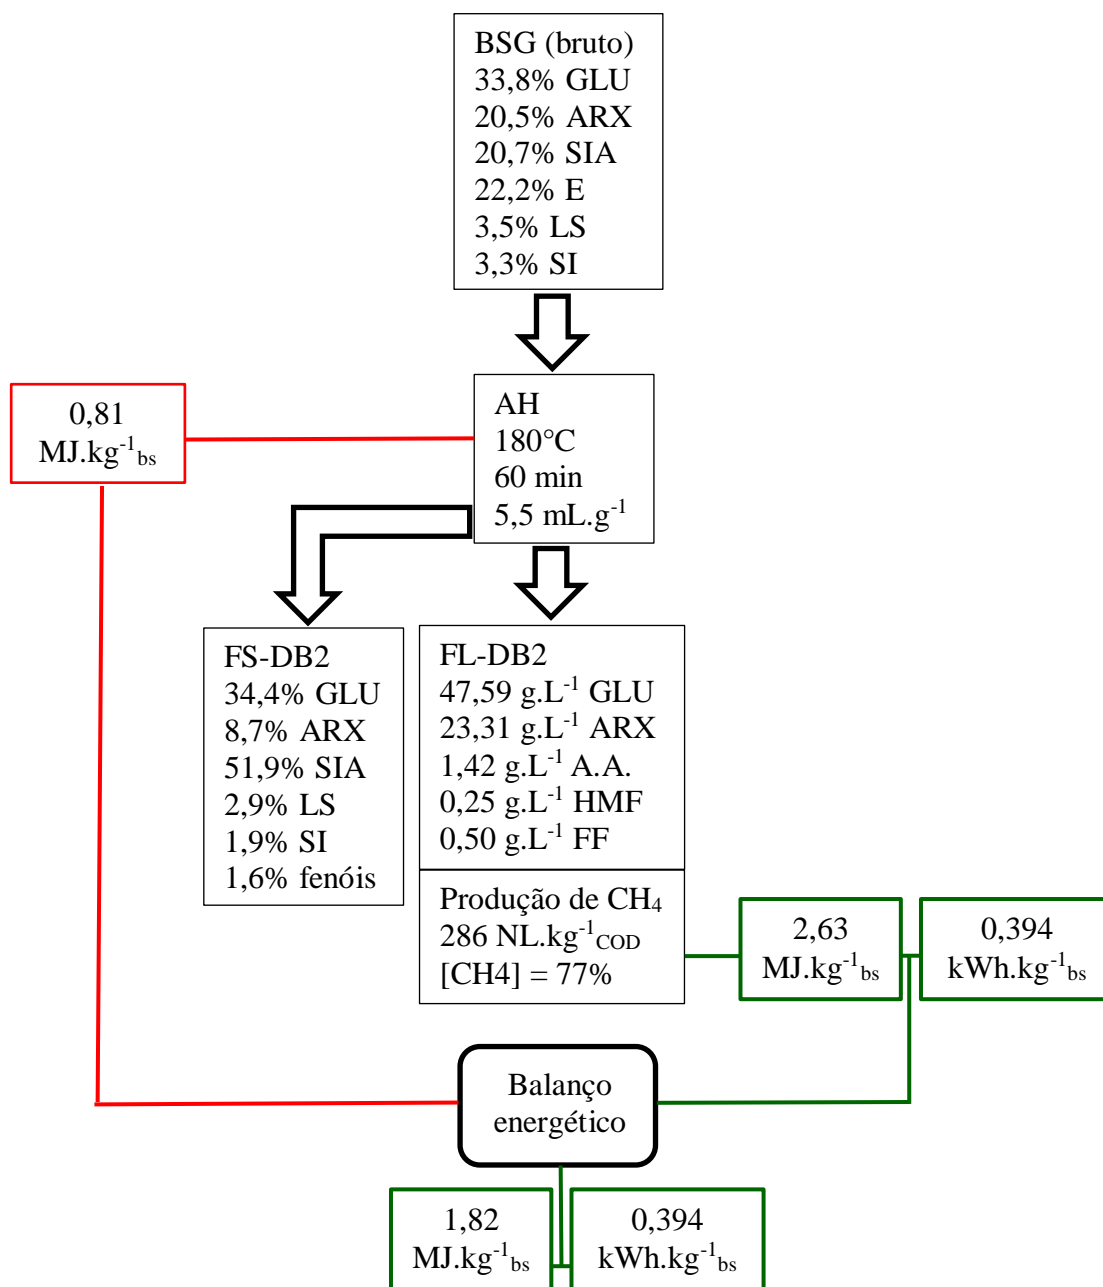 BSG (bruto)
33,8% GLU
20,5% ARX
20,7% SIA
22,2% E
3,5% LS
3,3% SI
0,81
MJ.kg⁻¹bs
AH
180°C
60 min
5,5 mL.g⁻¹
FS-DB2
34,4% GLU
8,7% ARX
51,9% SIA
2,9% LS
1,9% SI
1,6% fenóis
FL-DB2
47,59 g.L⁻¹ GLU
23,31 g.L⁻¹ ARX
1,42 g.L⁻¹ A.A.
0,25 g.L⁻¹ HMF
0,50 g.L⁻¹ FF
Produção de CH₄
286 NL.kg⁻¹COD
[CH4] = 77%
2,63
MJ.kg⁻¹bs
0,394
kWh.kg⁻¹bs
Balanço
energético
1,82
MJ.kg⁻¹bs
0,394
kWh.kg⁻¹bs